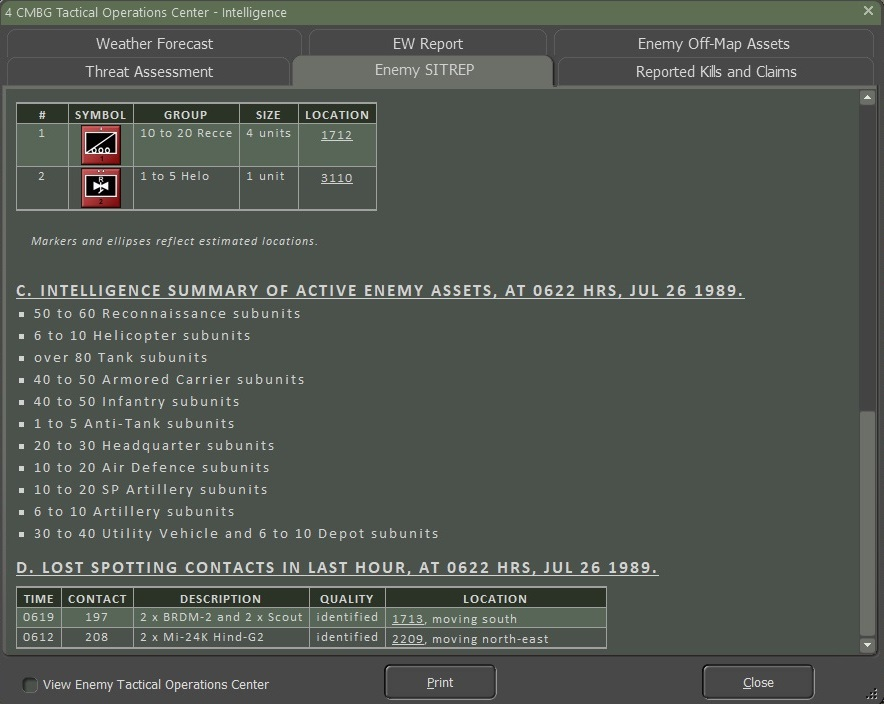 4 CMBG Tactical Operations Center - Intelligence
Weather Forecast EW Report Enemy Off-Map Assets
Threat Assessment Enemy SITREP Reported Kills and Claims
# SYMBOL GROUP SIZE LOCATION
1 1 10 to 20 Recce 4 units 1712
2 R 2 1 to 5 Helo 1 unit 3110
Markers and ellipses reflect estimated locations.
C. INTELLIGENCE SUMMARY OF ACTIVE ENEMY ASSETS, AT 0622 HRS, JUL 26 1989.
▪ 50 to 60 Reconnaissance subunits
▪ 6 to 10 Helicopter subunits
▪ over 80 Tank subunits
▪ 40 to 50 Armored Carrier subunits
▪ 40 to 50 Infantry subunits
▪ 1 to 5 Anti-Tank subunits
▪ 20 to 30 Headquarter subunits
▪ 10 to 20 Air Defence subunits
▪ 10 to 20 SP Artillery subunits
▪ 6 to 10 Artillery subunits
▪ 30 to 40 Utility Vehicle and 6 to 10 Depot subunits
D. LOST SPOTTING CONTACTS IN LAST HOUR, AT 0622 HRS, JUL 26 1989.
TIME CONTACT DESCRIPTION QUALITY LOCATION
0619 197 2 x BRDM-2 and 2 x Scout identified 1713, moving south
0612 208 2 x Mi-24K Hind-G2 identified 2209, moving north-east
View Enemy Tactical Operations Center Print Close